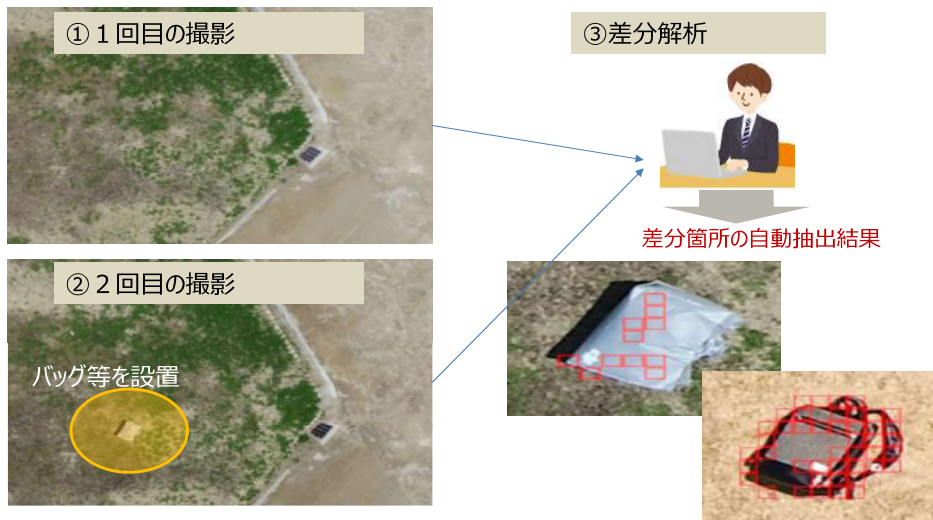 ①１回目の撮影
③差分解析
差分箇所の自動抽出結果
②２回目の撮影
バッグ等を設置